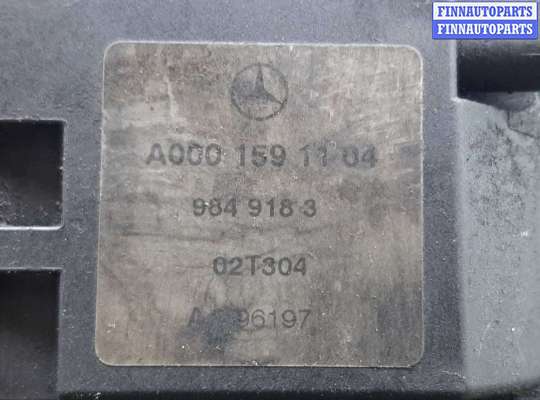 FINNAUTOPARTS
FINNAUTOPARTS
A000 159 11 04
984 918 3
02T304